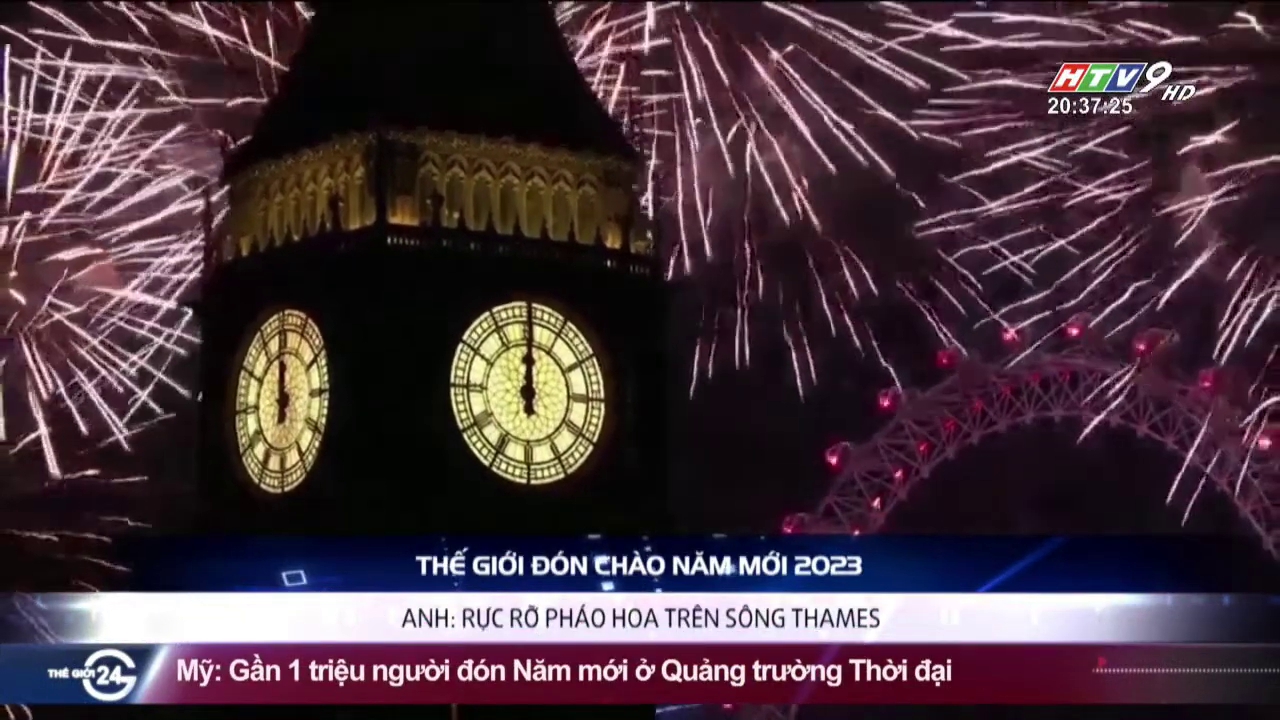 HTV9 HD
20:37:25
THẾ GIỚI ĐÓN CHÀO NĂM MỚI 2023
ANH: RỰC RỠ PHÁO HOA TRÊN SÔNG THAMES
THẾ GIỚI 24G
Mỹ: Gần 1 triệu người đón Năm mới ở Quảng trường Thời đại